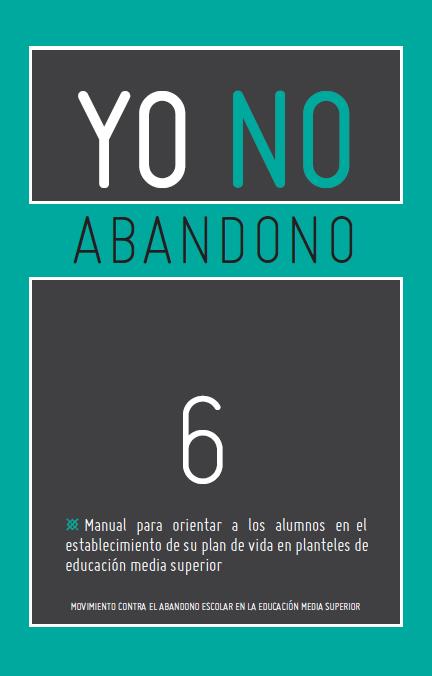 YO NO
ABANDONO
6
Manual para orientar a los alumnos en el
establecimiento de su plan de vida en planteles de
educación media superior
MOVIMIENTO CONTRA EL ABANDONO ESCOLAR EN LA EDUCACIÓN MEDIA SUPERIOR